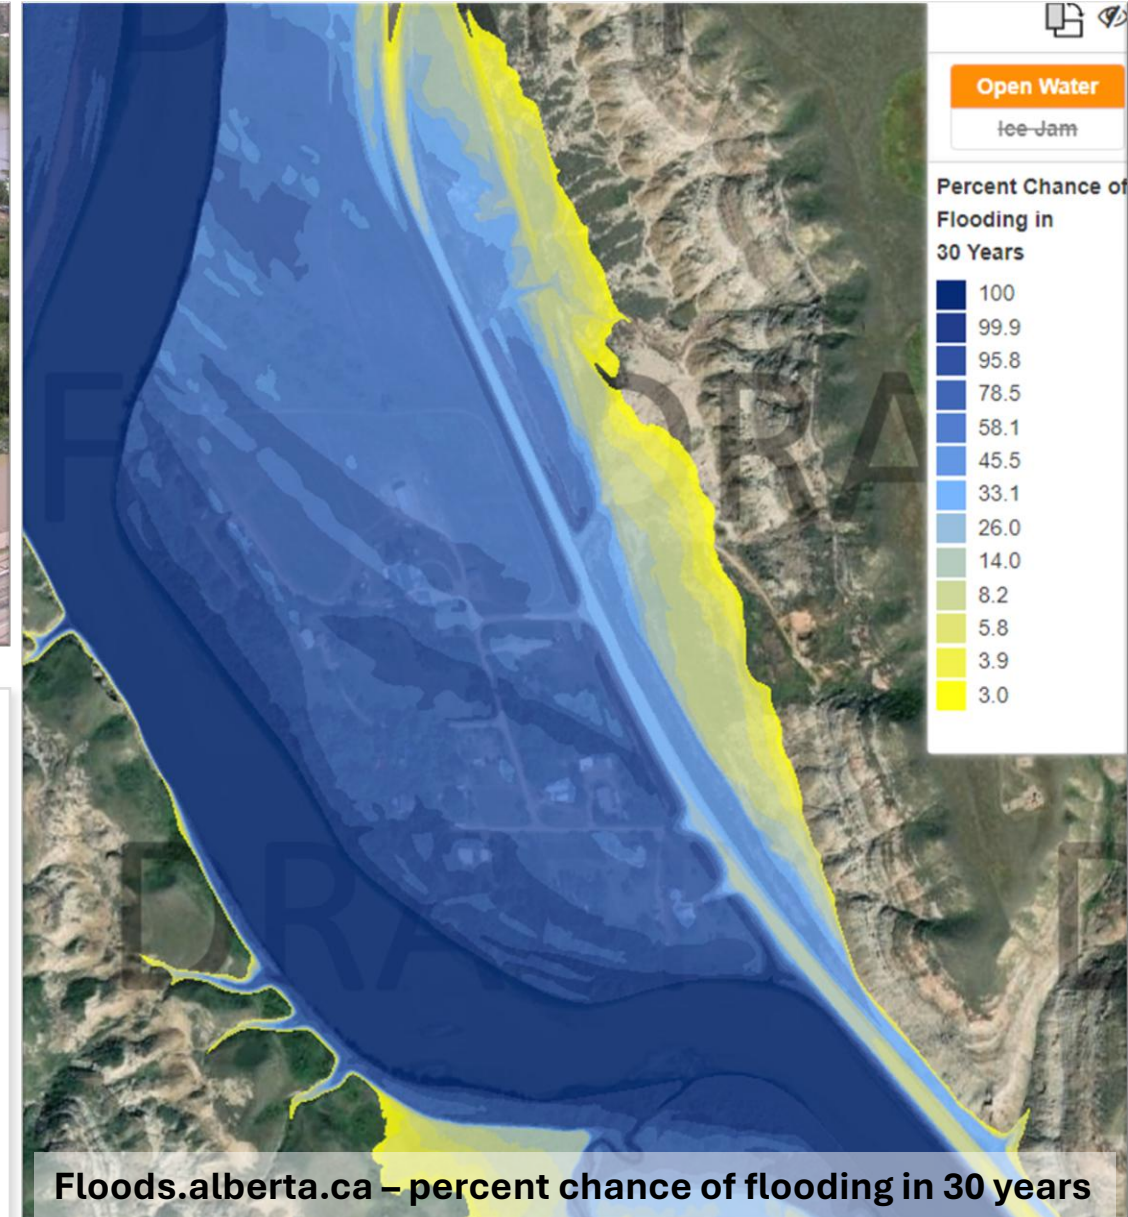 Open Water
Ice Jam
Percent Chance of
Flooding in
30 Years
100
99.9
95.8
78.5
58.1
45.5
33.1
26.0
14.0
8.2
5.8
3.9
3.0
DRA
DRA
Floods.alberta.ca – percent chance of flooding in 30 years